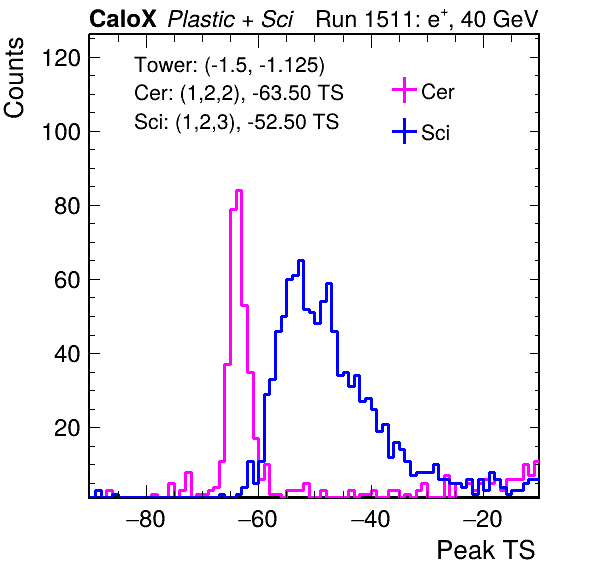 CaloX Plastic + Sci Run 1511: e⁺, 40 GeV
Counts
Tower: (-1.5, -1.125)
Cer: (1,2,2), -63.50 TS
Sci: (1,2,3), -52.50 TS
Cer
Sci
120
100
80
60
40
20
−80 −60 −40 −20
Peak TS